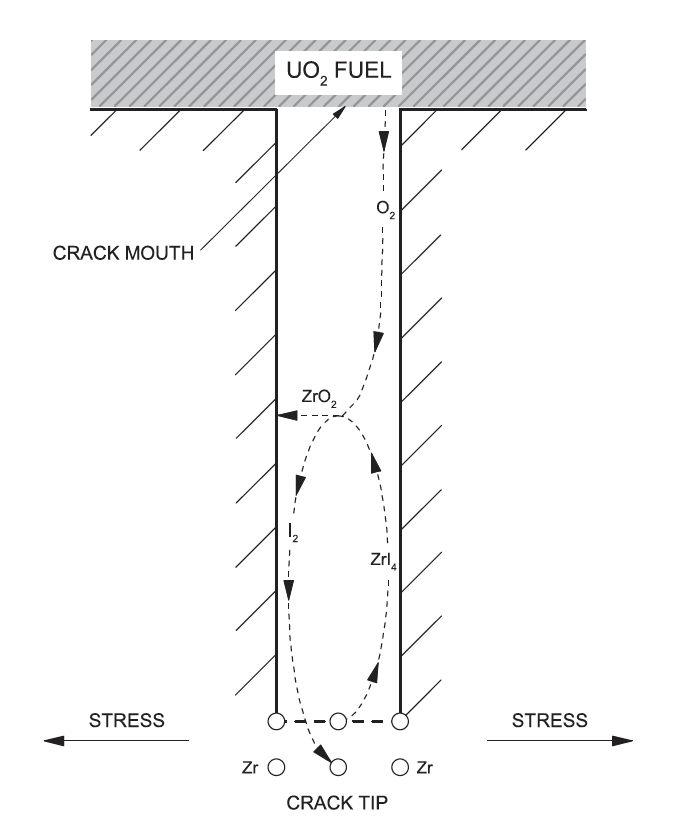 UO₂ FUEL
O₂
CRACK MOUTH
ZrO₂
I₂
ZrI₄
STRESS
STRESS
Zr
Zr
CRACK TIP